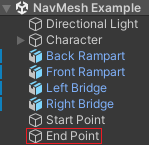 NavMesh Example
Directional Light
Character
Back Rampart
Front Rampart
Left Bridge
Right Bridge
Start Point
End Point